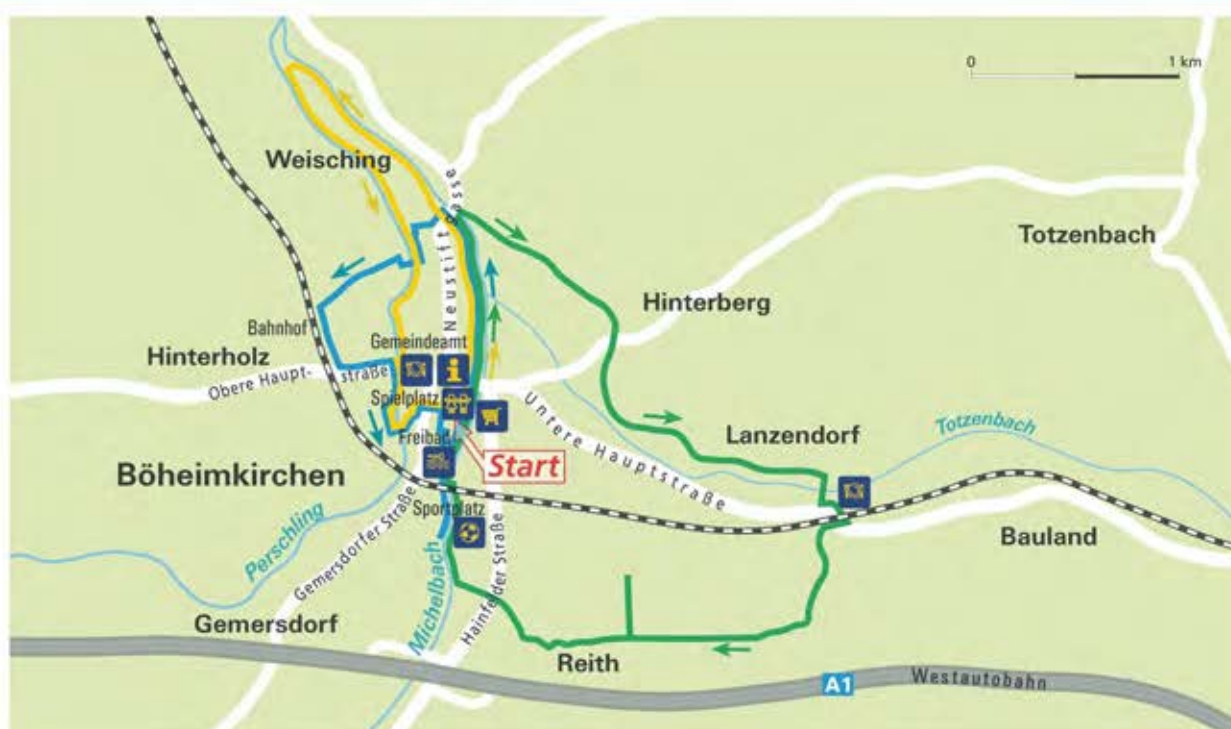 0 1 km
Weisching
Neustiftgasse
Totzenbach
Hinterberg
Bahnhof
Gemeindeamt
Hinterholz
Obere Haupt-straße
i
Spielplatz
Freibad
Start
Untere Hauptstraße
Lanzendorf
Totzenbach
Böheimkirchen
Sportplatz
Bauland
Perschling
Gemersdorfer Straße
Michelbach
Hainfelder Straße
Gemersdorf
Reith
A1
Westautobahn